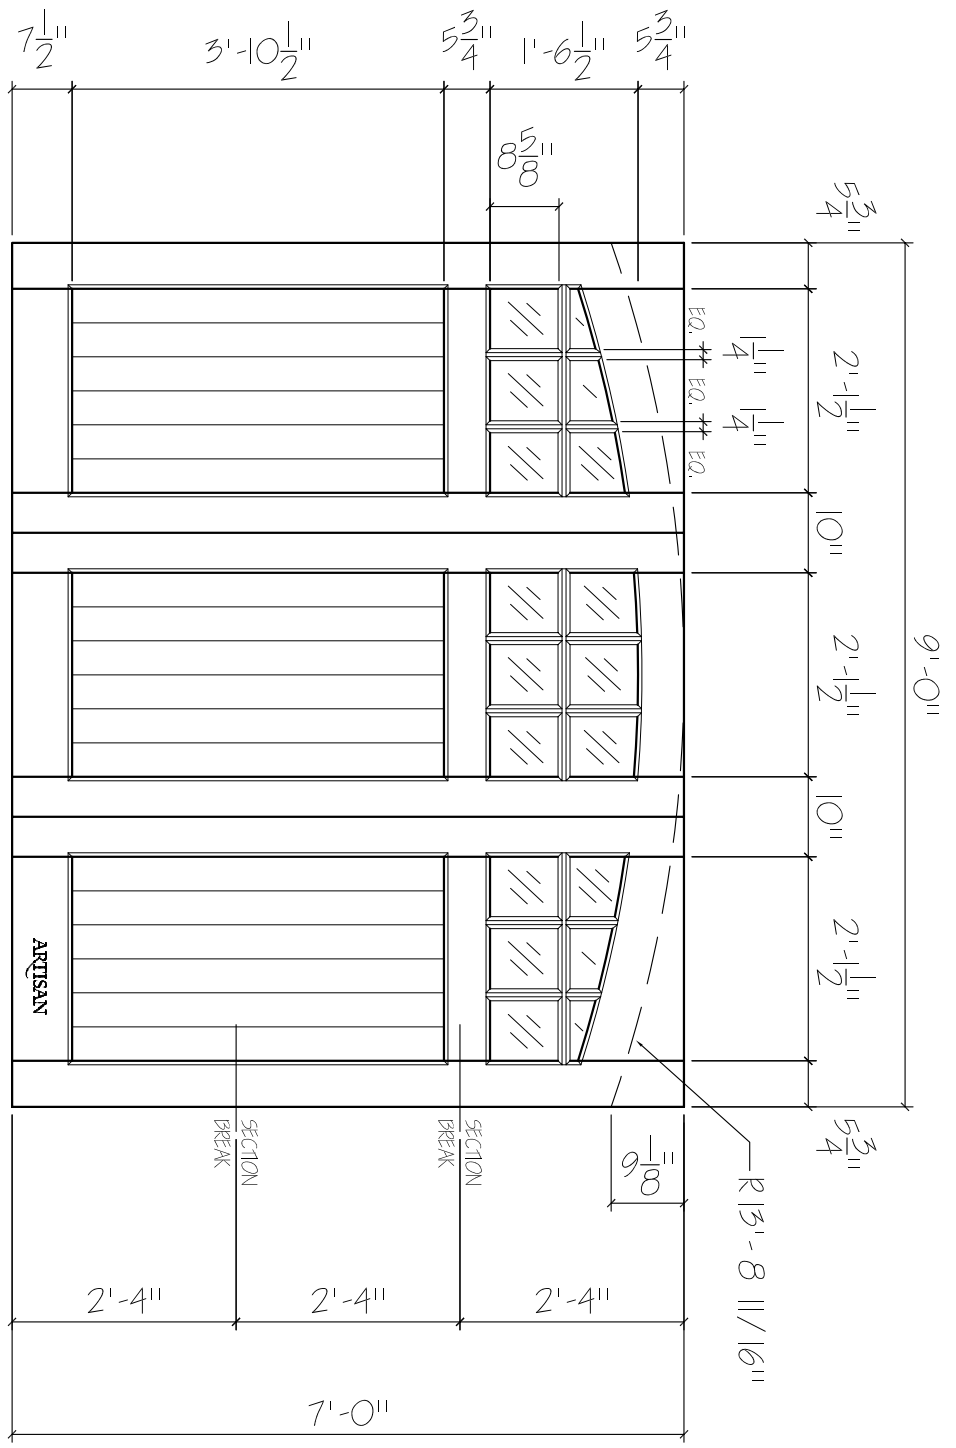 7 1/2"
3'-10 1/2"
5 3/4"
1'-6 1/2"
5 3/4"
8 5/8"
5 3/4"
2'-1 1/2"
10"
2'-1 1/2"
10"
2'-1 1/2"
5 3/4"
9'-0"
EQ.
1 1/4"
EQ.
1 1/4"
EQ.
ARTISAN
SECTION
BREAK
SECTION
BREAK
9 1/8"
R 13'-8 11/16"
2'-4"
2'-4"
2'-4"
7'-0"